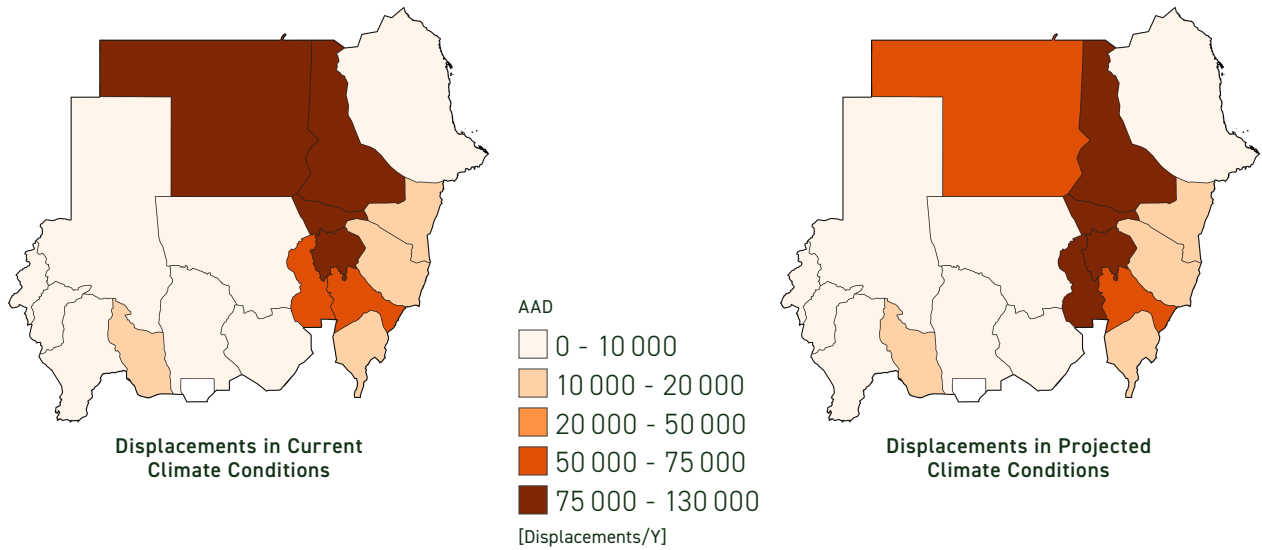 Displacements in Current
Climate Conditions
AAD
0 - 10 000
10 000 - 20 000
20 000 - 50 000
50 000 - 75 000
75 000 - 130 000
[Displacements/Y]
Displacements in Projected
Climate Conditions